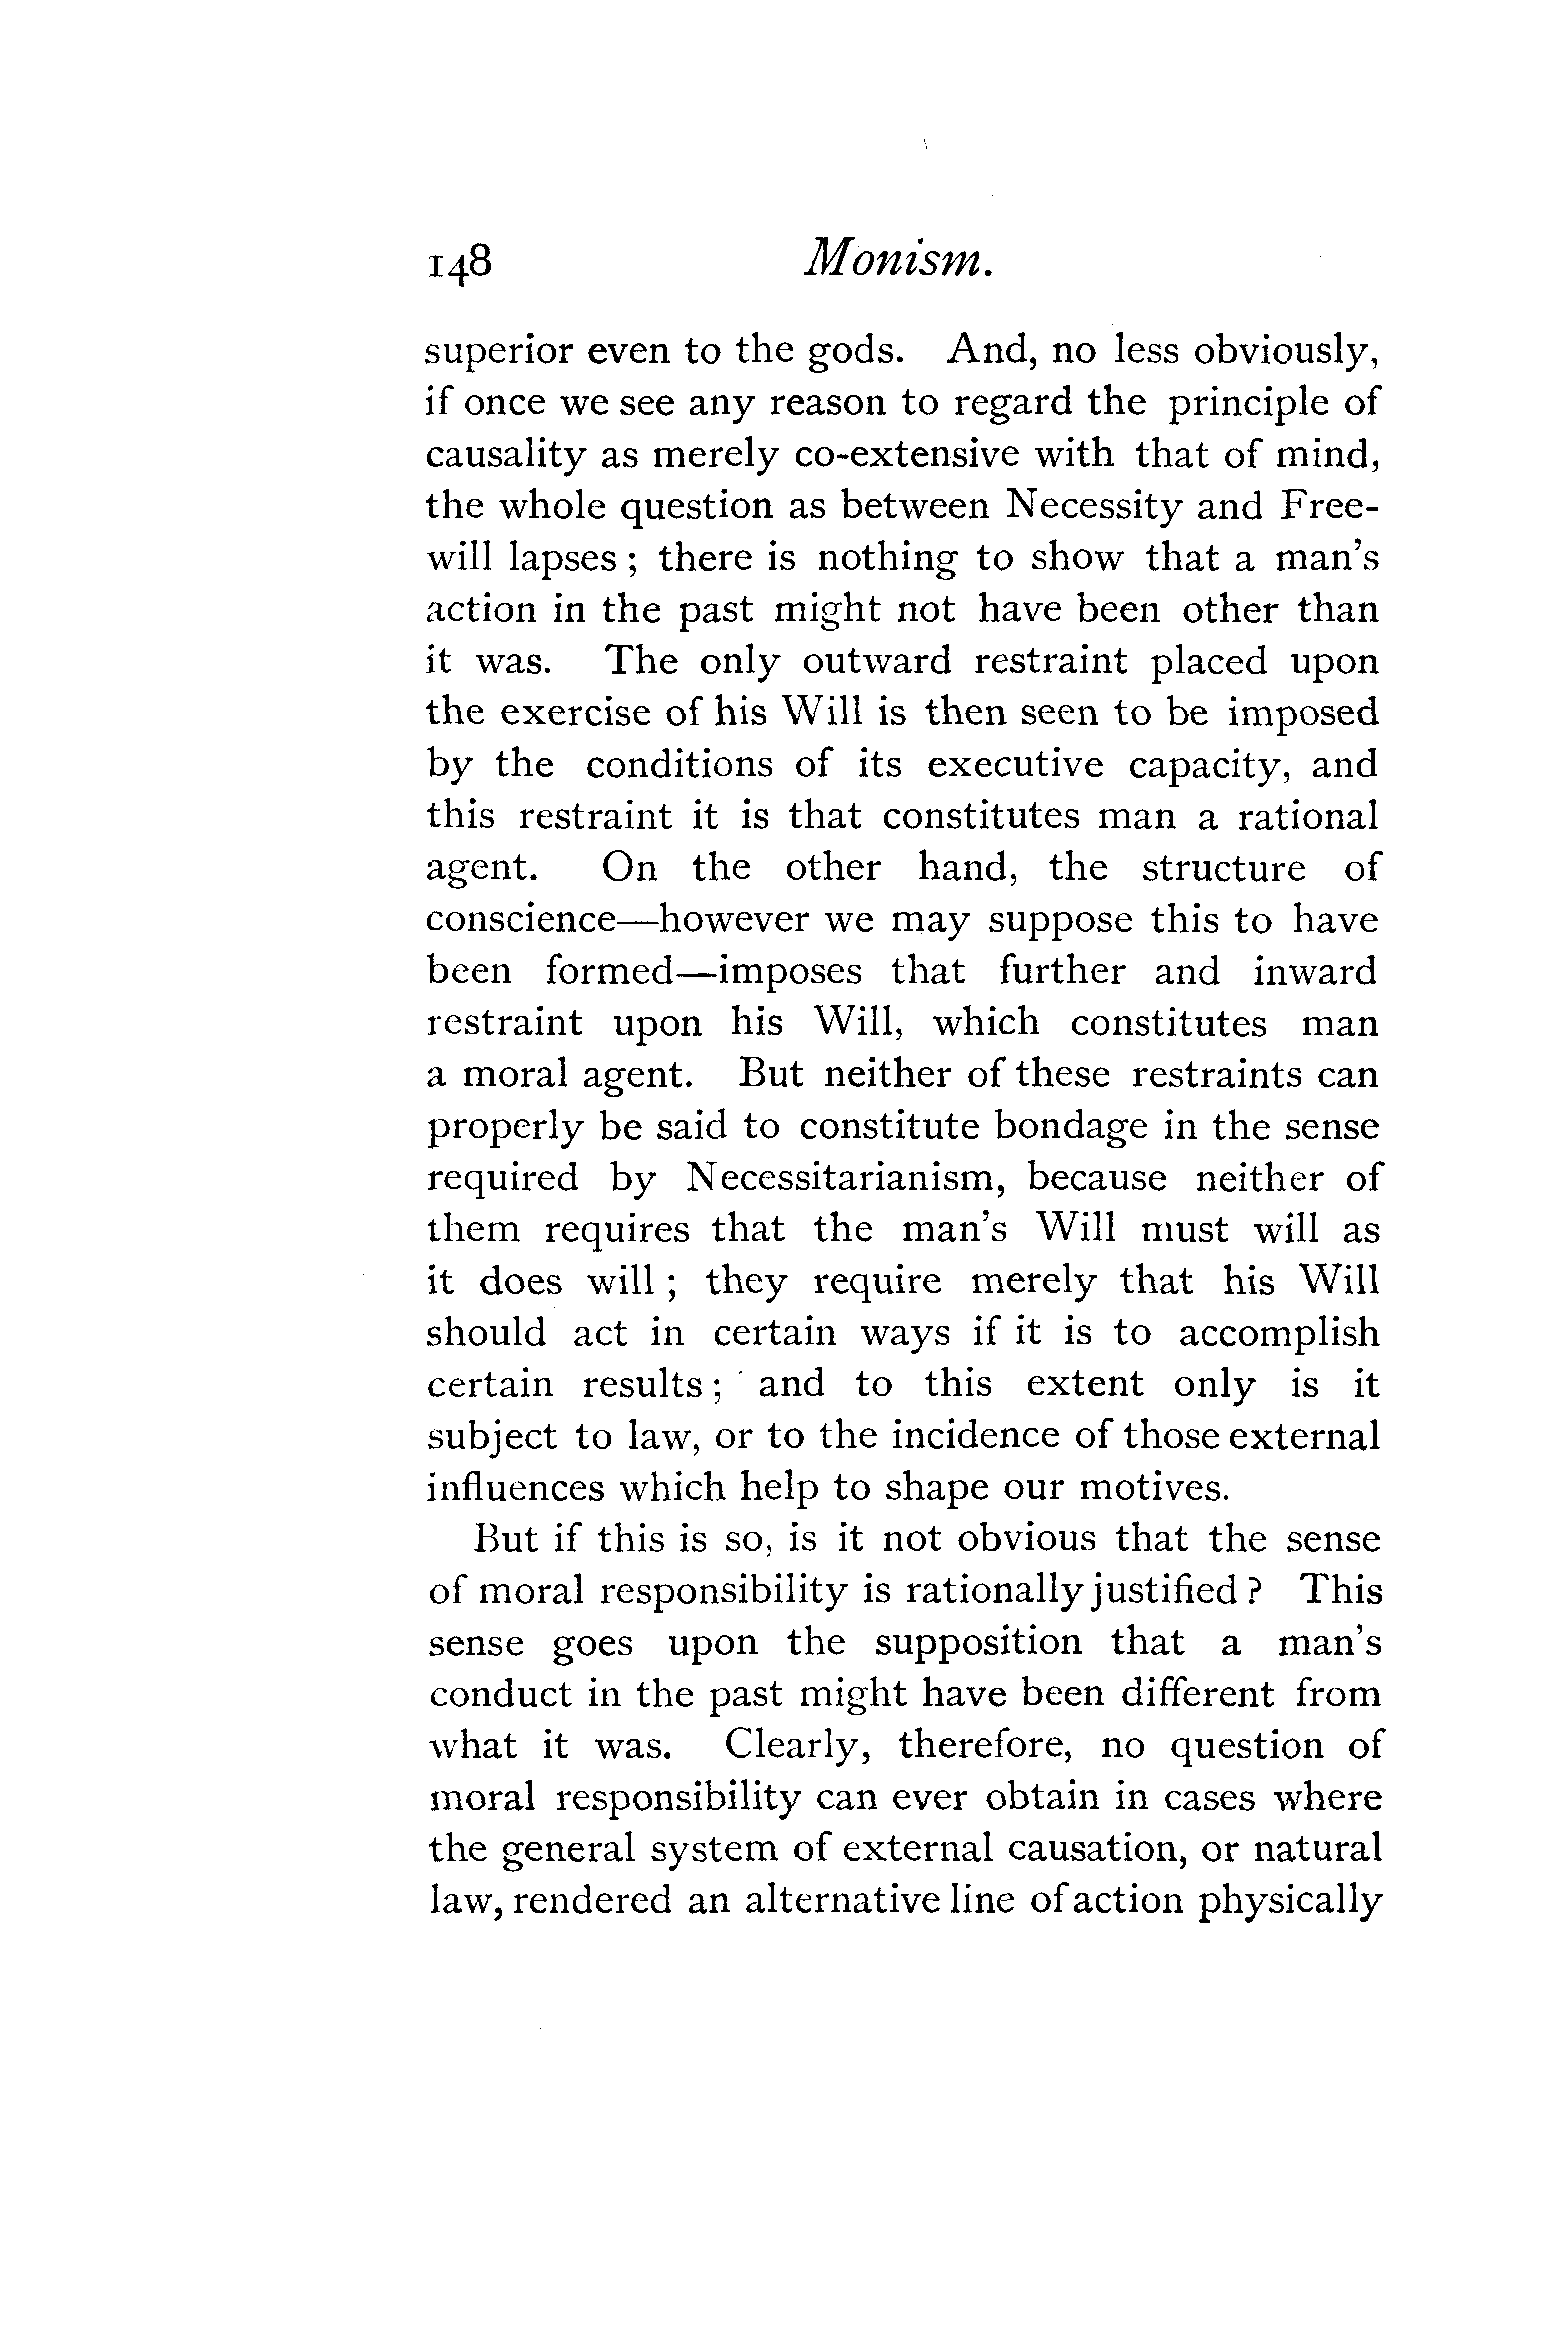 148 Monism.
superior even to the gods. And, no less obviously,
if once we see any reason to regard the principle of
causality as merely co-extensive with that of mind,
the whole question as between Necessity and Free-
will lapses ; there is nothing to show that a man's
action in the past might not have been other than
it was. The only outward restraint placed upon
the exercise of his Will is then seen to be imposed
by the conditions of its executive capacity, and
this restraint it is that constitutes man a rational
agent. On the other hand, the structure of
conscience—however we may suppose this to have
been formed—imposes that further and inward
restraint upon his Will, which constitutes man
a moral agent. But neither of these restraints can
properly be said to constitute bondage in the sense
required by Necessitarianism, because neither of
them requires that the man's Will must will as
it does will ; they require merely that his Will
should act in certain ways if it is to accomplish
certain results ; and to this extent only is it
subject to law, or to the incidence of those external
influences which help to shape our motives.
But if this is so, is it not obvious that the sense
of moral responsibility is rationally justified ? This
sense goes upon the supposition that a man's
conduct in the past might have been different from
what it was. Clearly, therefore, no question of
moral responsibility can ever obtain in cases where
the general system of external causation, or natural
law, rendered an alternative line of action physically